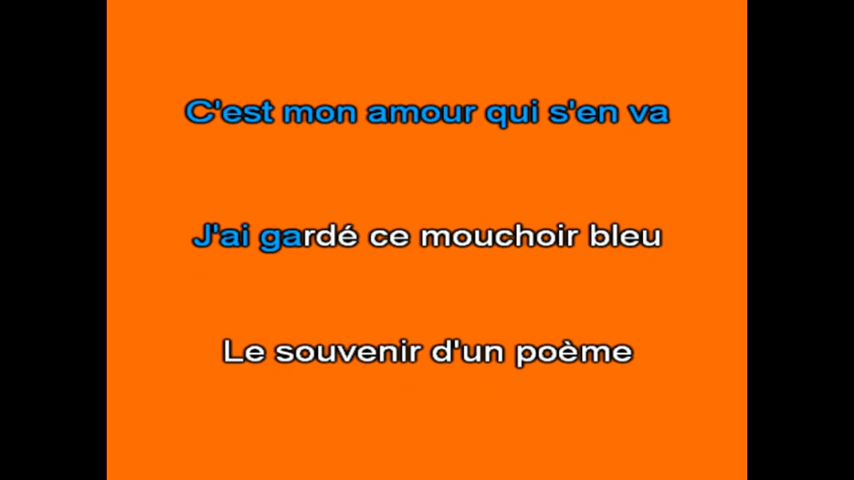 C'est mon amour qui s'en va
J'ai gardé ce mouchoir bleu
Le souvenir d'un poème